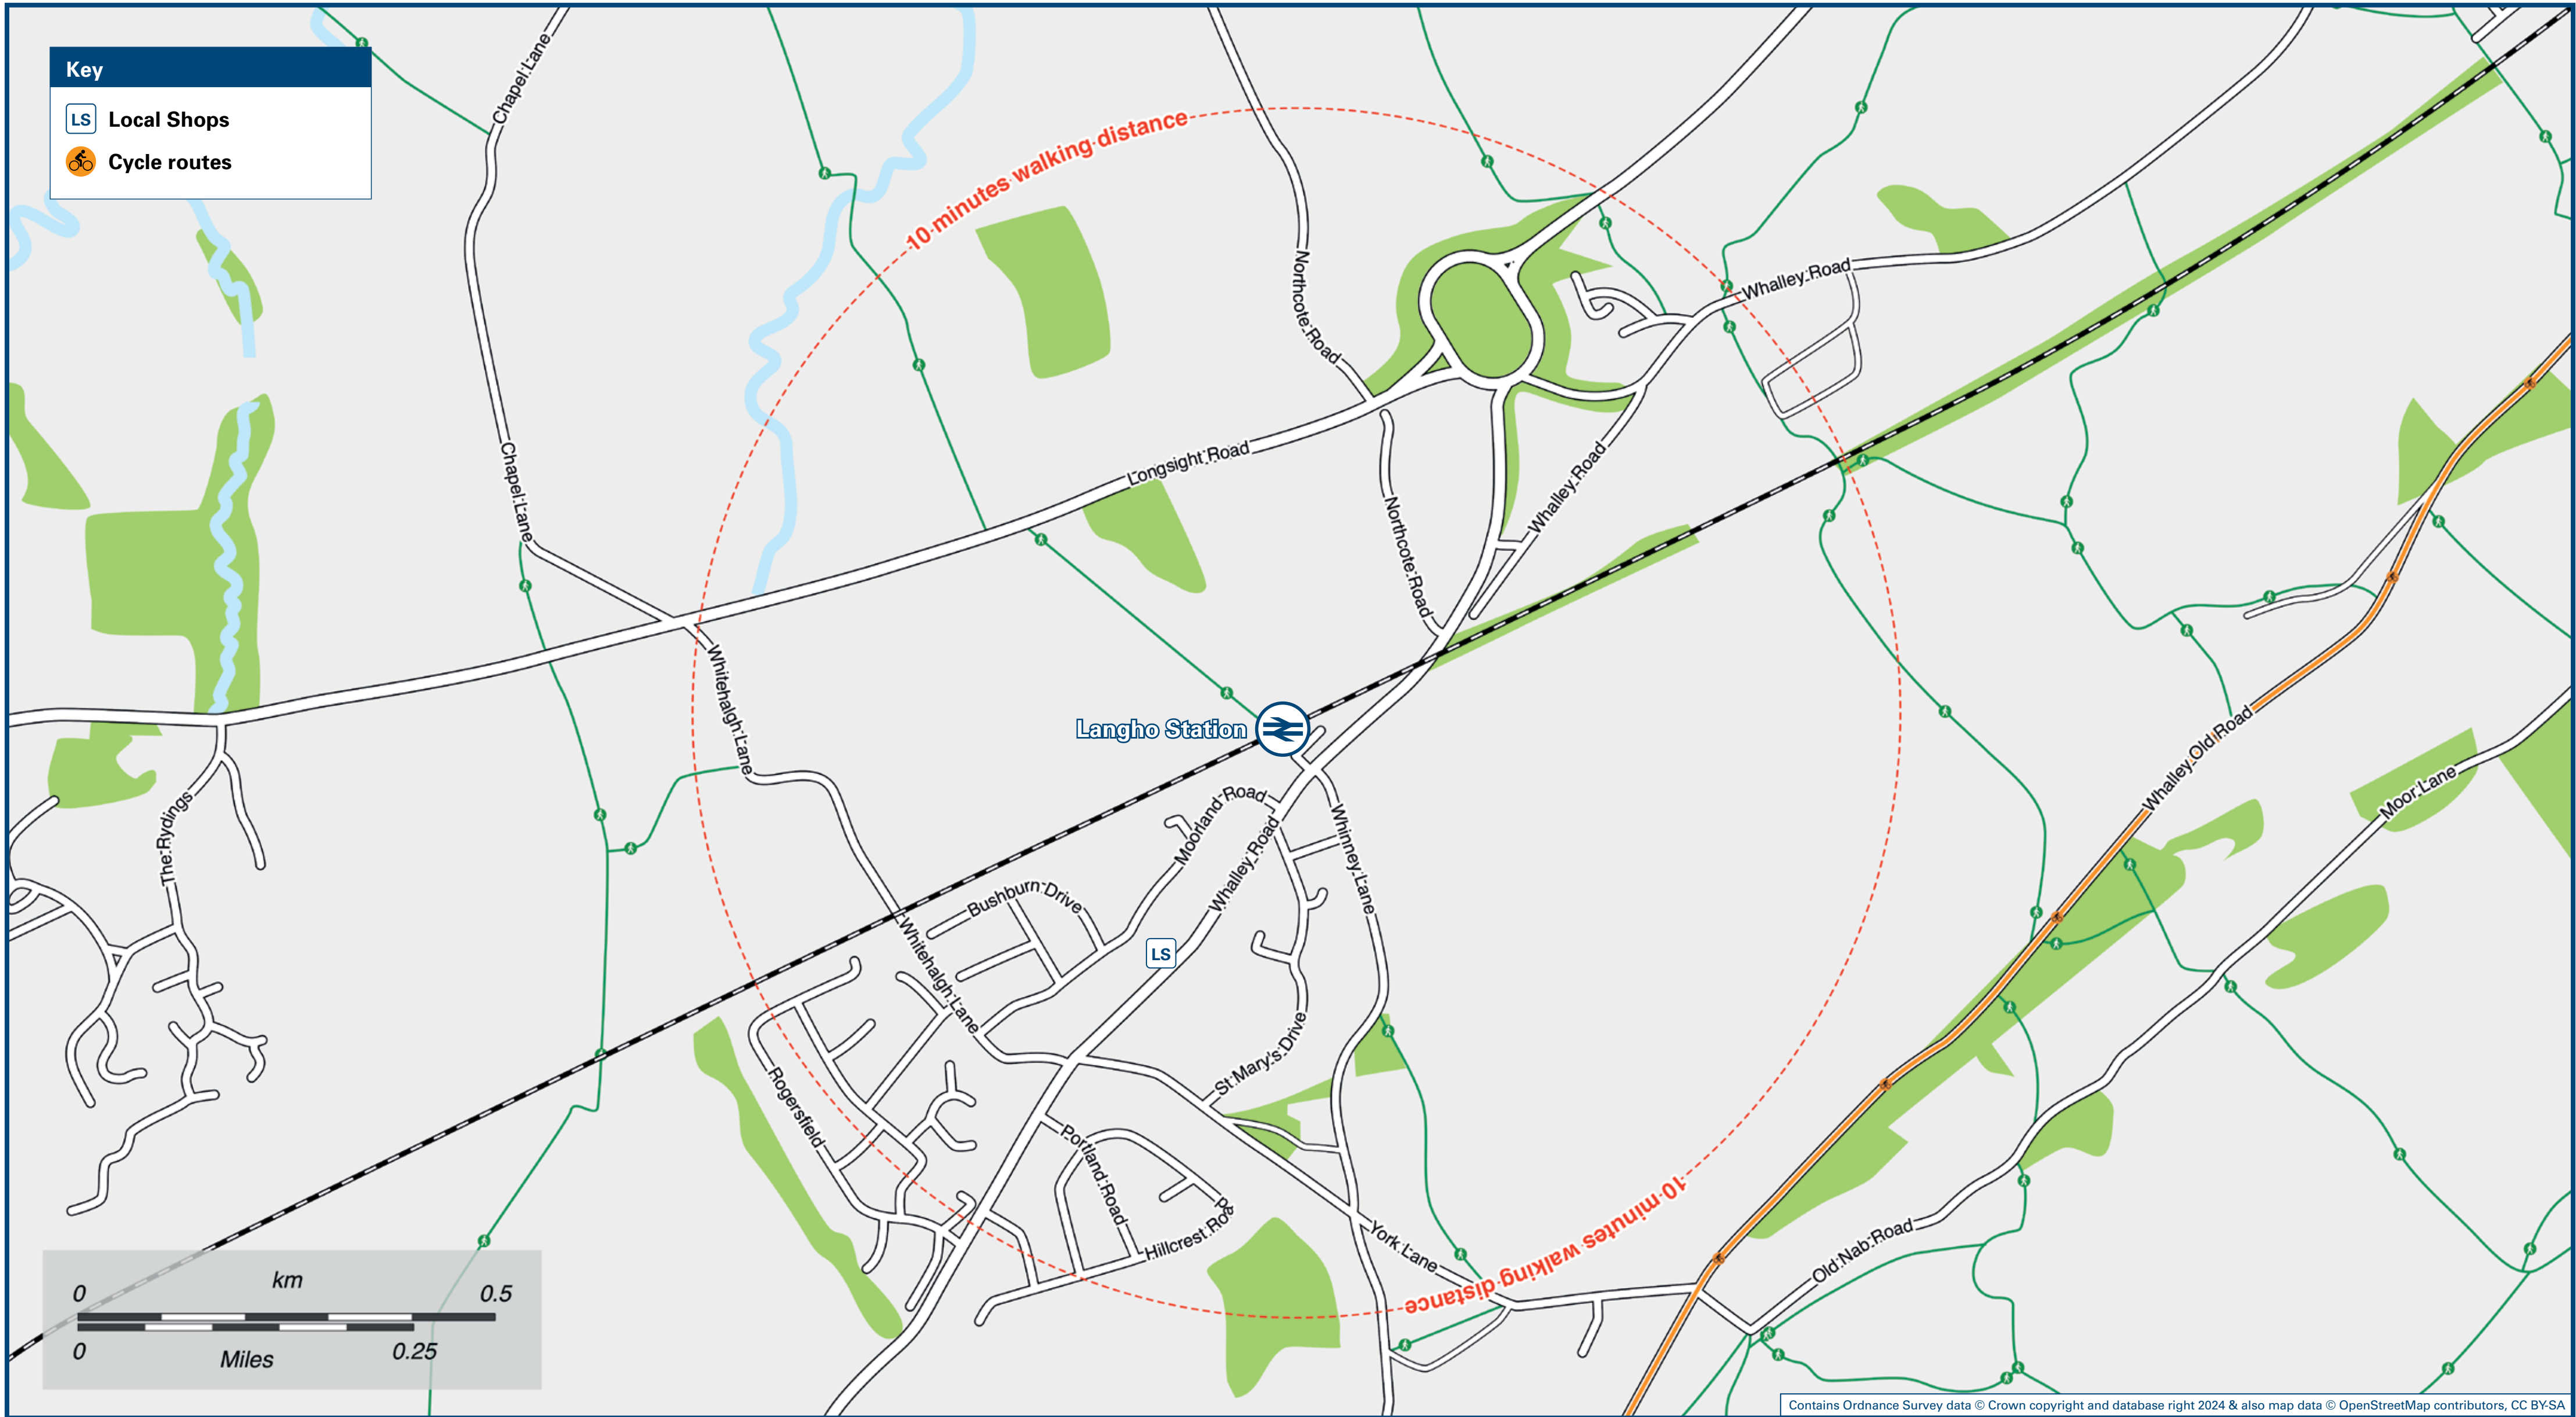 Key
LS Local Shops
Cycle routes
Chapel Lane
10 minutes walking distance
Northcote Road
Whalley Road
Chapel Lane
Longsight Road
Northcote Road
Whalley Road
Whitehalgh Lane
Langho Station
Whalley Old Road
Moor Lane
The Rydings
Moorland Road
Whinney Lane
Bushburn Drive
Whalley Road
Whitehalgh Lane
LS
St Mary's Drive
Rogersfield
Portland Road
Hillcrest Road
York Lane
Old Nab Road
10 minutes walking distance
0 km 0.5
0 Miles 0.25
Contains Ordnance Survey data © Crown copyright and database right 2024 & also map data © OpenStreetMap contributors, CC BY-SA